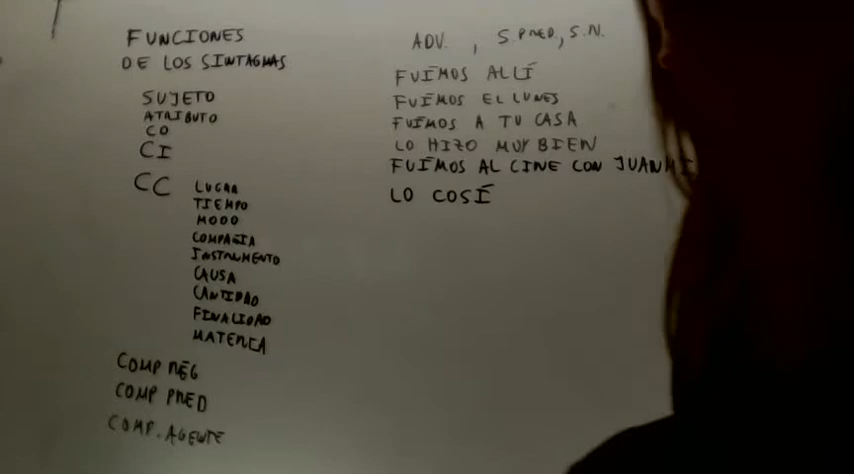 FUNCIONES
DE LOS SINTAGMAS
SUJETO
ATRIBUTO
CD
CI
CC LUGAR
TIEMPO
MODO
COMPAÑÍA
INSTRUMENTO
CAUSA
CANTIDAD
FINALIDAD
MATERIA
COMP REG
COMP PRED
COMP. AGENTE
ADV. , S.PREP., S.N.
FUIMOS ALLÍ
FUIMOS EL LUNES
FUIMOS A TU CASA
LO HIZO MUY BIEN
FUIMOS AL CINE CON JUANMI
LO COSÍ